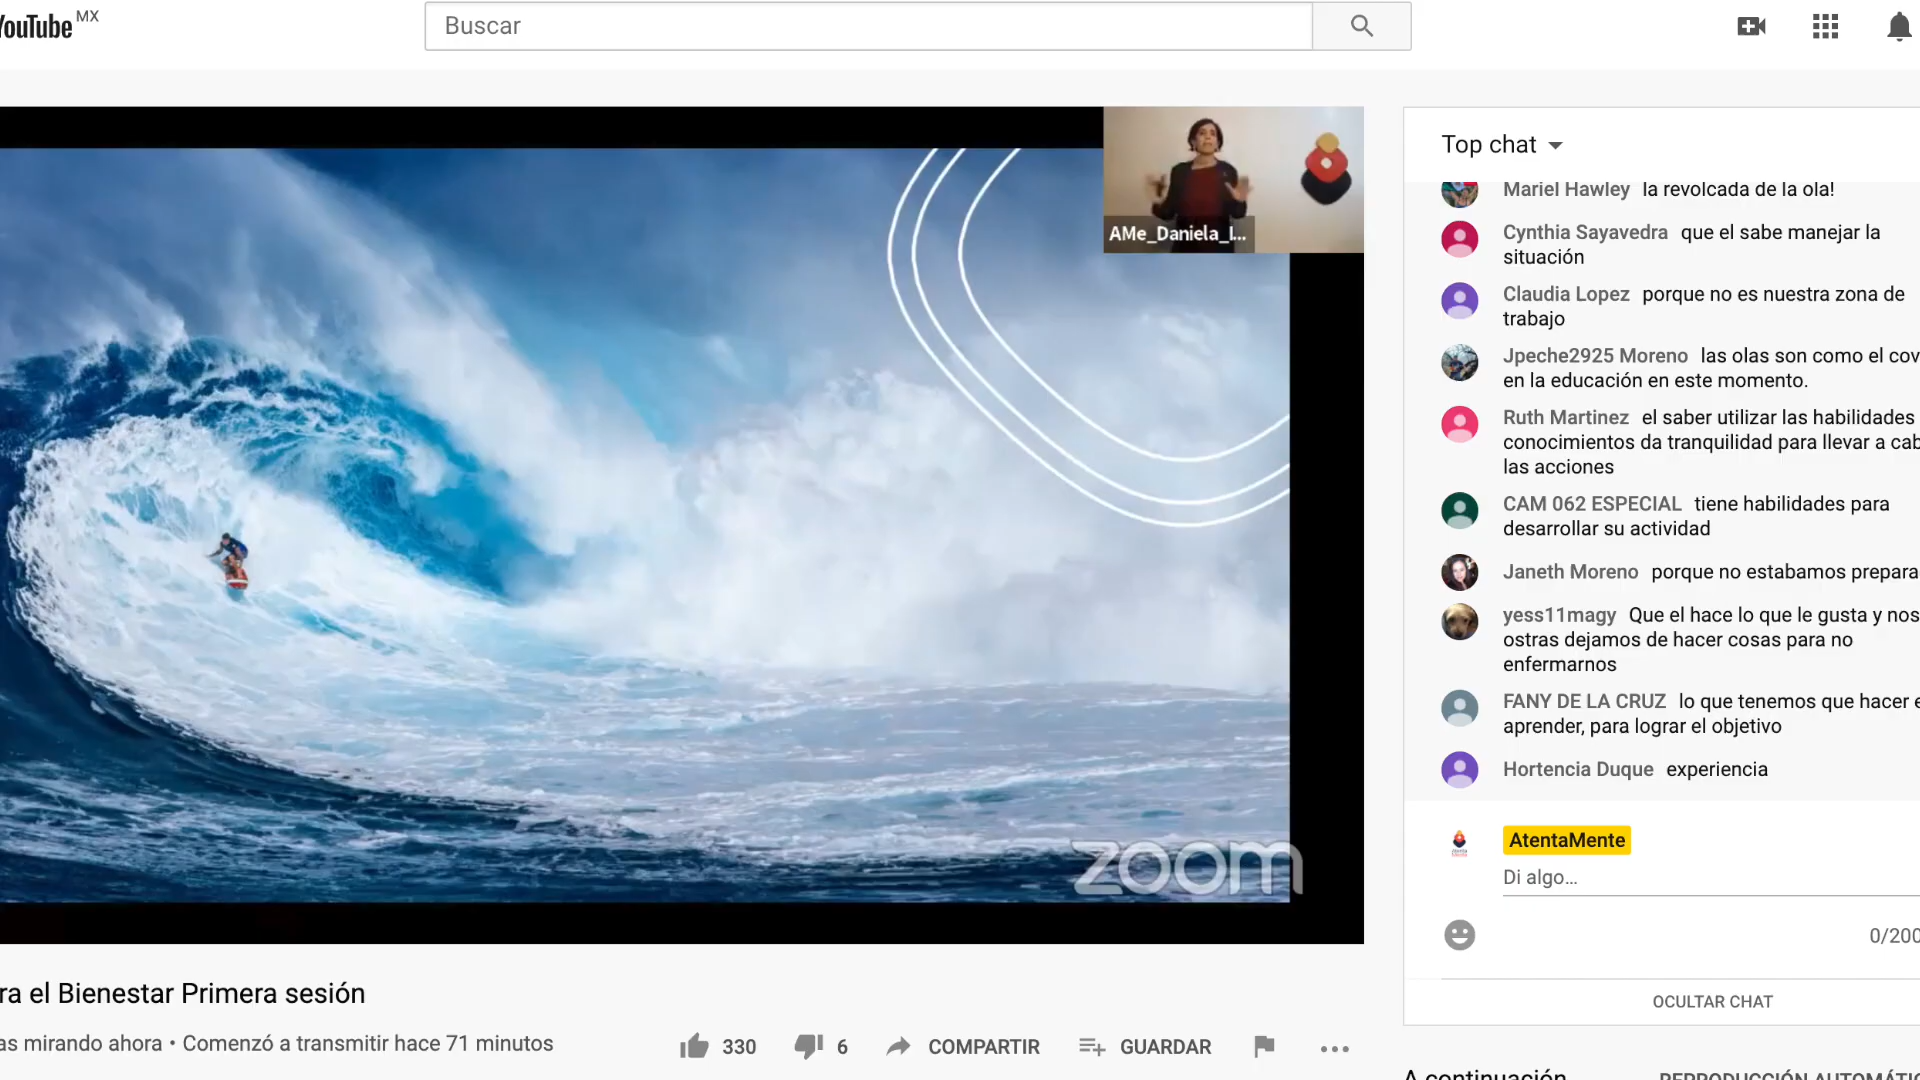 YouTube MX
Buscar
AMe_Daniela_I...
zoom
Top chat
Mariel Hawley la revolcada de la ola!
Cynthia Sayavedra que el sabe manejar la
situación
Claudia Lopez porque no es nuestra zona de
trabajo
Jpeche2925 Moreno las olas son como el cov
en la educación en este momento.
Ruth Martinez el saber utilizar las habilidades
conocimientos da tranquilidad para llevar a cab
las acciones
CAM 062 ESPECIAL tiene habilidades para
desarrollar su actividad
Janeth Moreno porque no estabamos prepara
yess11magy Que el hace lo que le gusta y nos
ostras dejamos de hacer cosas para no
enfermarnos
FANY DE LA CRUZ lo que tenemos que hacer e
aprender, para lograr el objetivo
Hortencia Duque experiencia
AtentaMente
Di algo...
0/200
OCULTAR CHAT
ra el Bienestar Primera sesión
as mirando ahora • Comenzó a transmitir hace 71 minutos
330
6
COMPARTIR
GUARDAR
A continuación
REPRODUCCIÓN AUTOMÁTIC